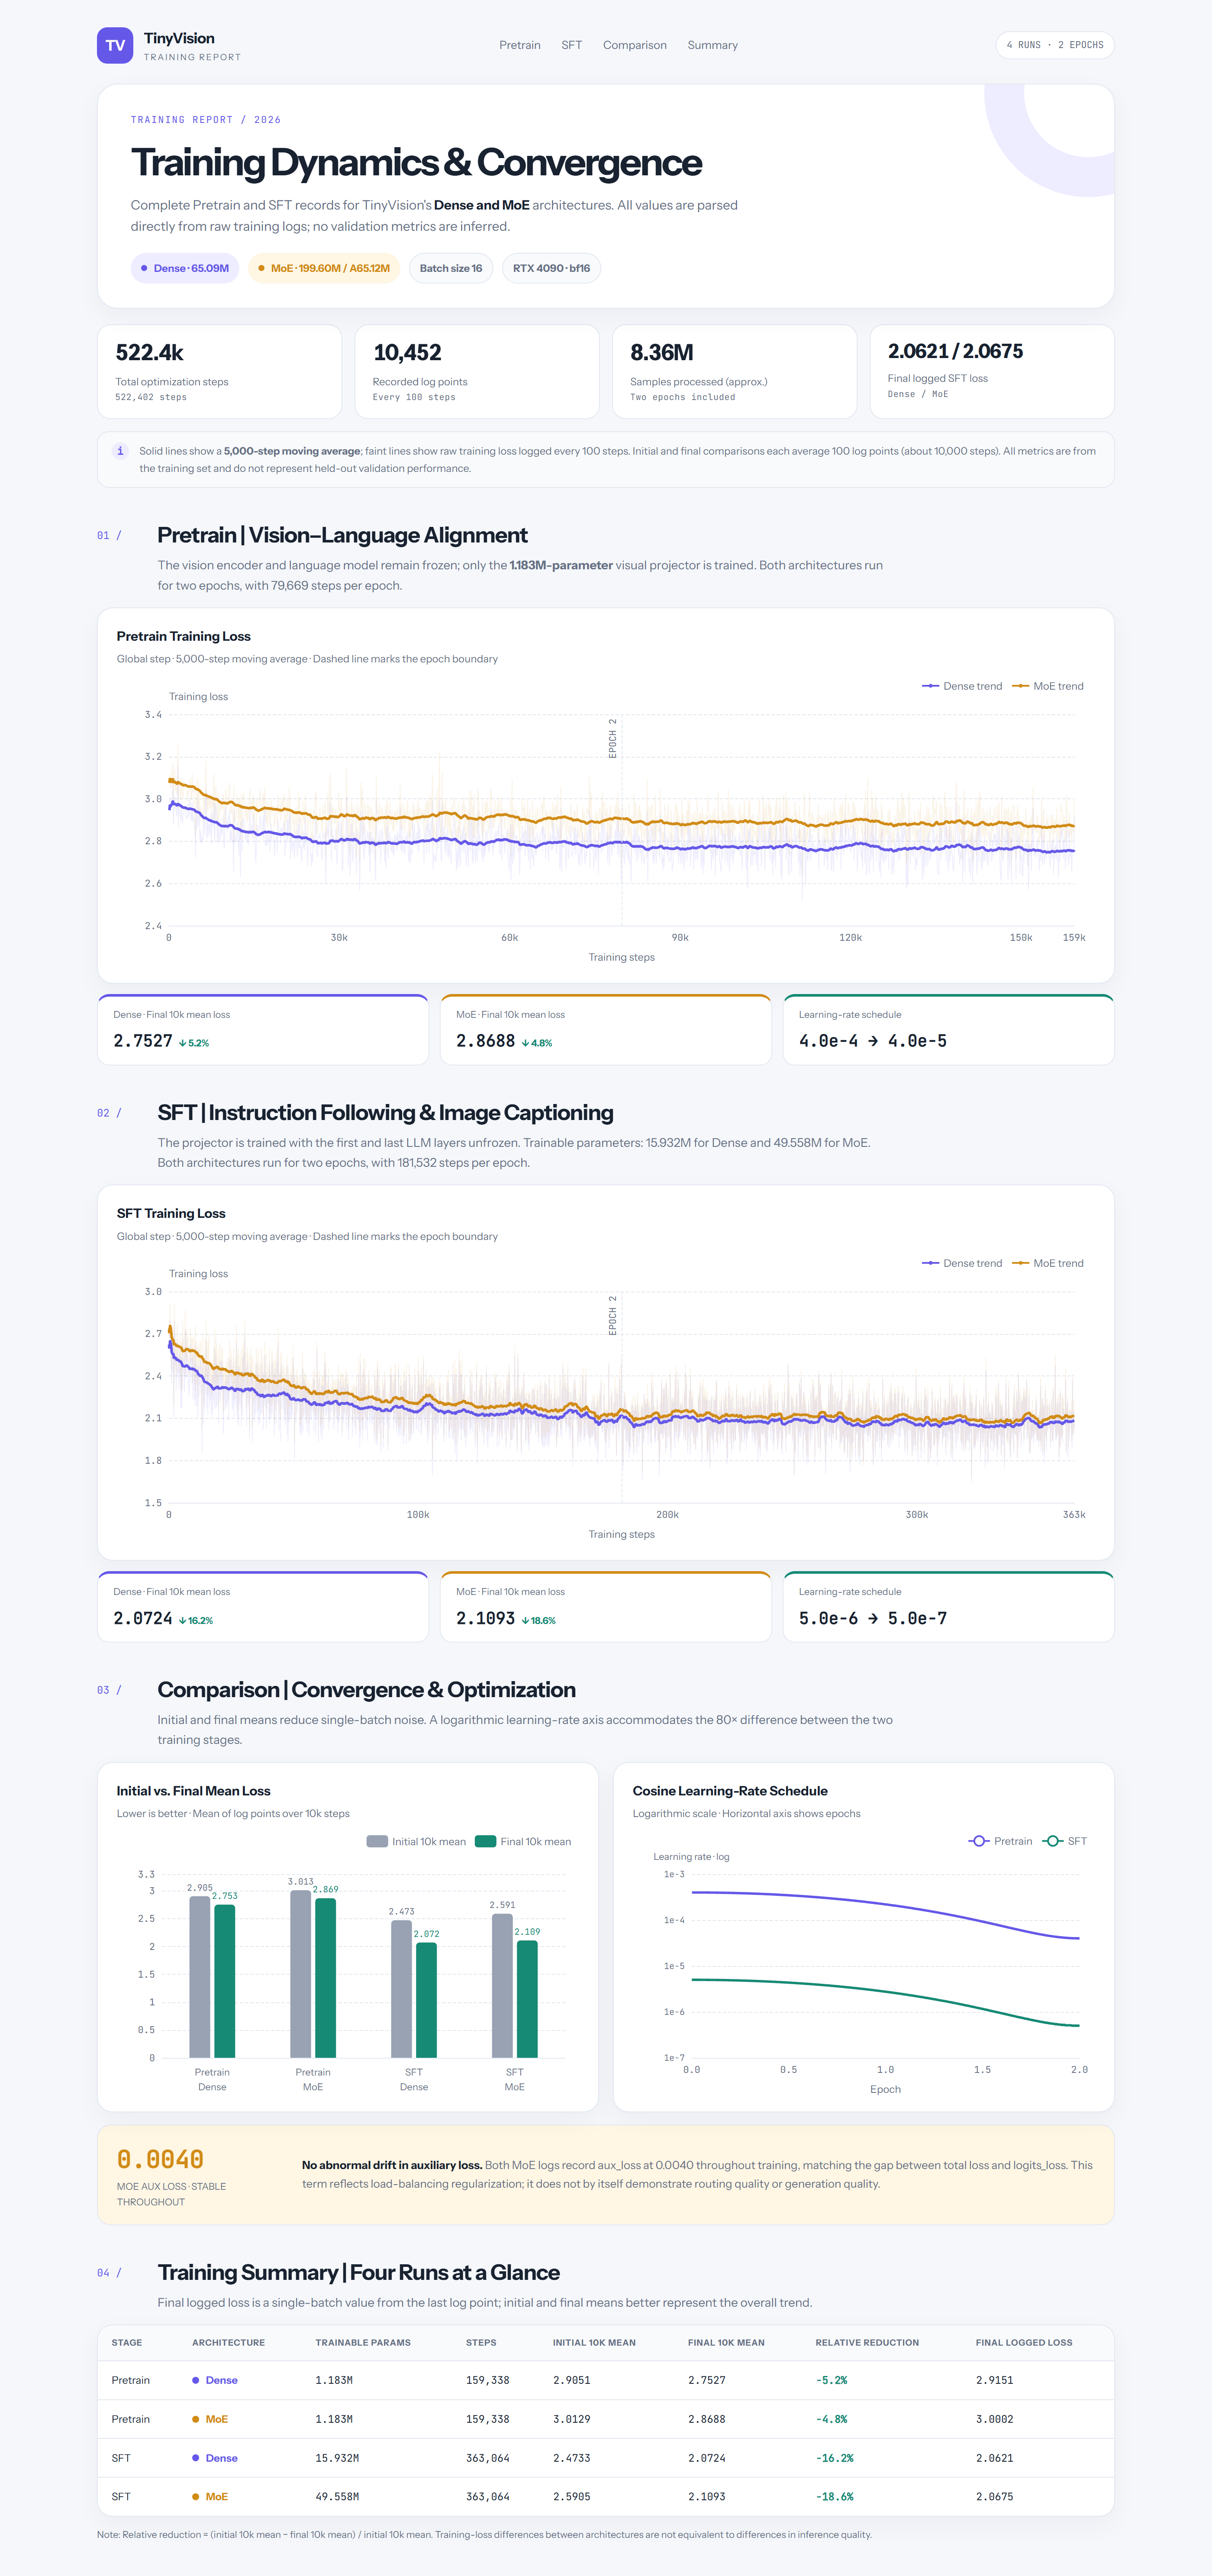 TV
TinyVision
TRAINING REPORT
Pretrain SFT Comparison Summary
4 RUNS · 2 EPOCHS
TRAINING REPORT / 2026
Training Dynamics & Convergence
Complete Pretrain and SFT records for TinyVision's Dense and MoE architectures. All values are parsed
directly from raw training logs; no validation metrics are inferred.
Dense · 65.09M
MoE · 199.60M / A65.12M
Batch size 16
RTX 4090 · bf16
522.4k
Total optimization steps
522,402 steps
10,452
Recorded log points
Every 100 steps
8.36M
Samples processed (approx.)
Two epochs included
2.0621 / 2.0675
Final logged SFT loss
Dense / MoE
i
Solid lines show a 5,000-step moving average; faint lines show raw training loss logged every 100 steps. Initial and final comparisons each average 100 log points (about 10,000 steps). All metrics are from
the training set and do not represent held-out validation performance.
01 /
Pretrain | Vision–Language Alignment
The vision encoder and language model remain frozen; only the 1.183M-parameter visual projector is trained. Both architectures run
for two epochs, with 79,669 steps per epoch.
Pretrain Training Loss
Global step · 5,000-step moving average · Dashed line marks the epoch boundary
Dense trend MoE trend
Training loss
3.4
3.2
3.0
2.8
2.6
2.4
EPOCH 2
0 30k 60k 90k 120k 150k 159k
Training steps
Dense · Final 10k mean loss
2.7527 ↓ 5.2%
MoE · Final 10k mean loss
2.8688 ↓ 4.8%
Learning-rate schedule
4.0e-4 → 4.0e-5
02 /
SFT | Instruction Following & Image Captioning
The projector is trained with the first and last LLM layers unfrozen. Trainable parameters: 15.932M for Dense and 49.558M for MoE.
Both architectures run for two epochs, with 181,532 steps per epoch.
SFT Training Loss
Global step · 5,000-step moving average · Dashed line marks the epoch boundary
Dense trend MoE trend
Training loss
3.0
2.7
2.4
2.1
1.8
1.5
EPOCH 2
0 100k 200k 300k 363k
Training steps
Dense · Final 10k mean loss
2.0724 ↓ 16.2%
MoE · Final 10k mean loss
2.1093 ↓ 18.6%
Learning-rate schedule
5.0e-6 → 5.0e-7
03 /
Comparison | Convergence & Optimization
Initial and final means reduce single-batch noise. A logarithmic learning-rate axis accommodates the 80× difference between the two
training stages.
Initial vs. Final Mean Loss
Lower is better · Mean of log points over 10k steps
Initial 10k mean Final 10k mean
3.3
3
2.5
2
1.5
1
0.5
0
2.905
2.753
3.013
2.869
2.473
2.072
2.591
2.109
Pretrain Pretrain SFT SFT
Dense MoE Dense MoE
Cosine Learning-Rate Schedule
Logarithmic scale · Horizontal axis shows epochs
Pretrain SFT
Learning rate · log
1e-3
1e-4
1e-5
1e-6
1e-7
0.0 0.5 1.0 1.5 2.0
Epoch
0.0040
MOE AUX LOSS · STABLE
THROUGHOUT
No abnormal drift in auxiliary loss. Both MoE logs record aux_loss at 0.0040 throughout training, matching the gap between total loss and logits_loss. This
term reflects load-balancing regularization; it does not by itself demonstrate routing quality or generation quality.
04 /
Training Summary | Four Runs at a Glance
Final logged loss is a single-batch value from the last log point; initial and final means better represent the overall trend.
STAGE ARCHITECTURE TRAINABLE PARAMS STEPS INITIAL 10K MEAN FINAL 10K MEAN RELATIVE REDUCTION FINAL LOGGED LOSS
Pretrain Dense 1.183M 159,338 2.9051 2.7527 -5.2% 2.9151
Pretrain MoE 1.183M 159,338 3.0129 2.8688 -4.8% 3.0002
SFT Dense 15.932M 363,064 2.4733 2.0724 -16.2% 2.0621
SFT MoE 49.558M 363,064 2.5905 2.1093 -18.6% 2.0675
Note: Relative reduction = (initial 10k mean − final 10k mean) / initial 10k mean. Training-loss differences between architectures are not equivalent to differences in inference quality.